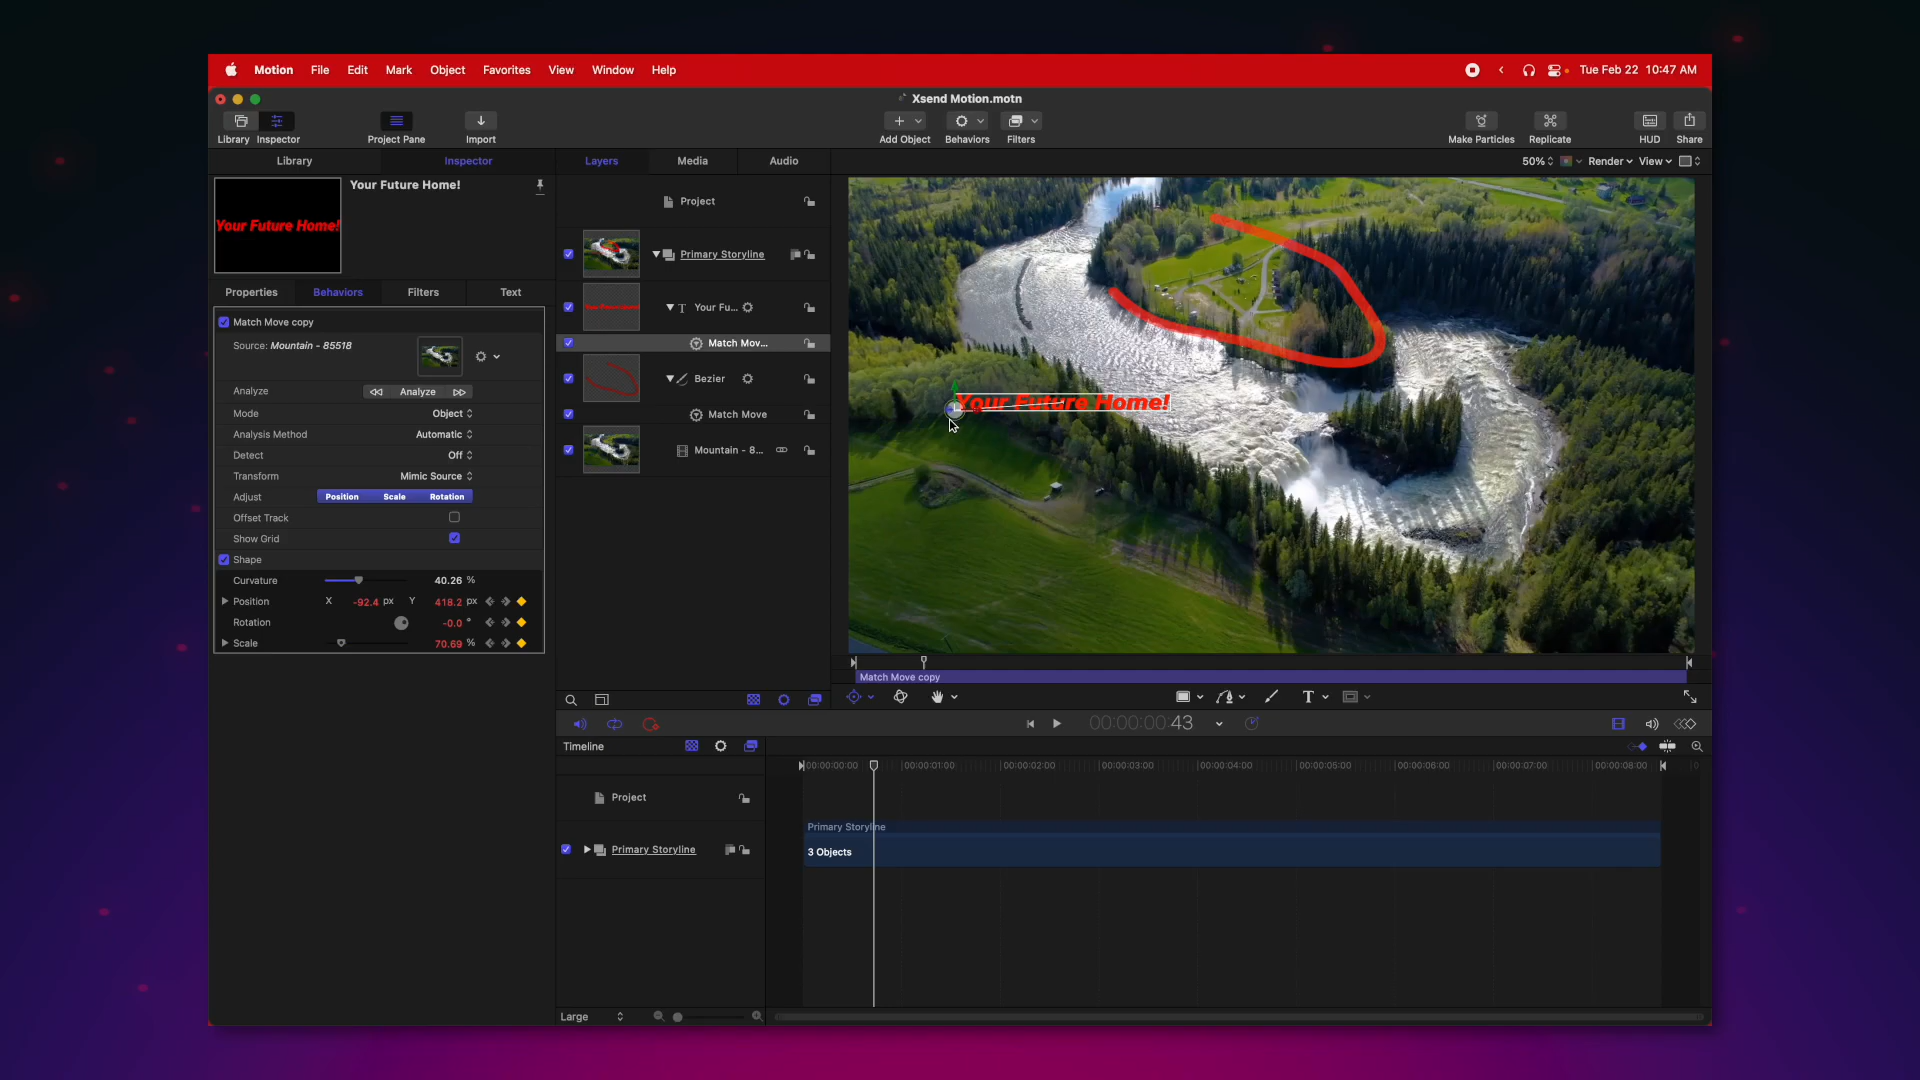 Motion File Edit Mark Object Favorites View Window Help
Tue Feb 22 10:47 AM
Xsend Motion.motn
Library Inspector Project Pane Import Add Object Behaviors Filters Make Particles Replicate HUD Share
Library Inspector Layers Media Audio
50% Render View
Your Future Home!
Your Future Home!
Properties Behaviors Filters Text
Match Move copy
Source: Mountain - 85518
Analyze Analyze
Mode Object
Analysis Method Automatic
Detect Off
Transform Mimic Source
Adjust Position Scale Rotation
Offset Track
Show Grid
Shape
Curvature 40.26 %
Position X -92.4 px Y 418.2 px
Rotation -0.0 °
Scale 70.69 %
Project
Primary Storyline
Your Future Home!
T Your Fu...
Match Mov...
Bezier
Match Move
Mountain - 8...
Your Future Home!
Match Move copy
T
00:00:00:43
Timeline
00:00:00:00 00:00:01:00 00:00:02:00 00:00:03:00 00:00:04:00 00:00:05:00 00:00:06:00 00:00:07:00 00:00:08:00
Project
Primary Storyline
Primary Storyline
3 Objects
Large